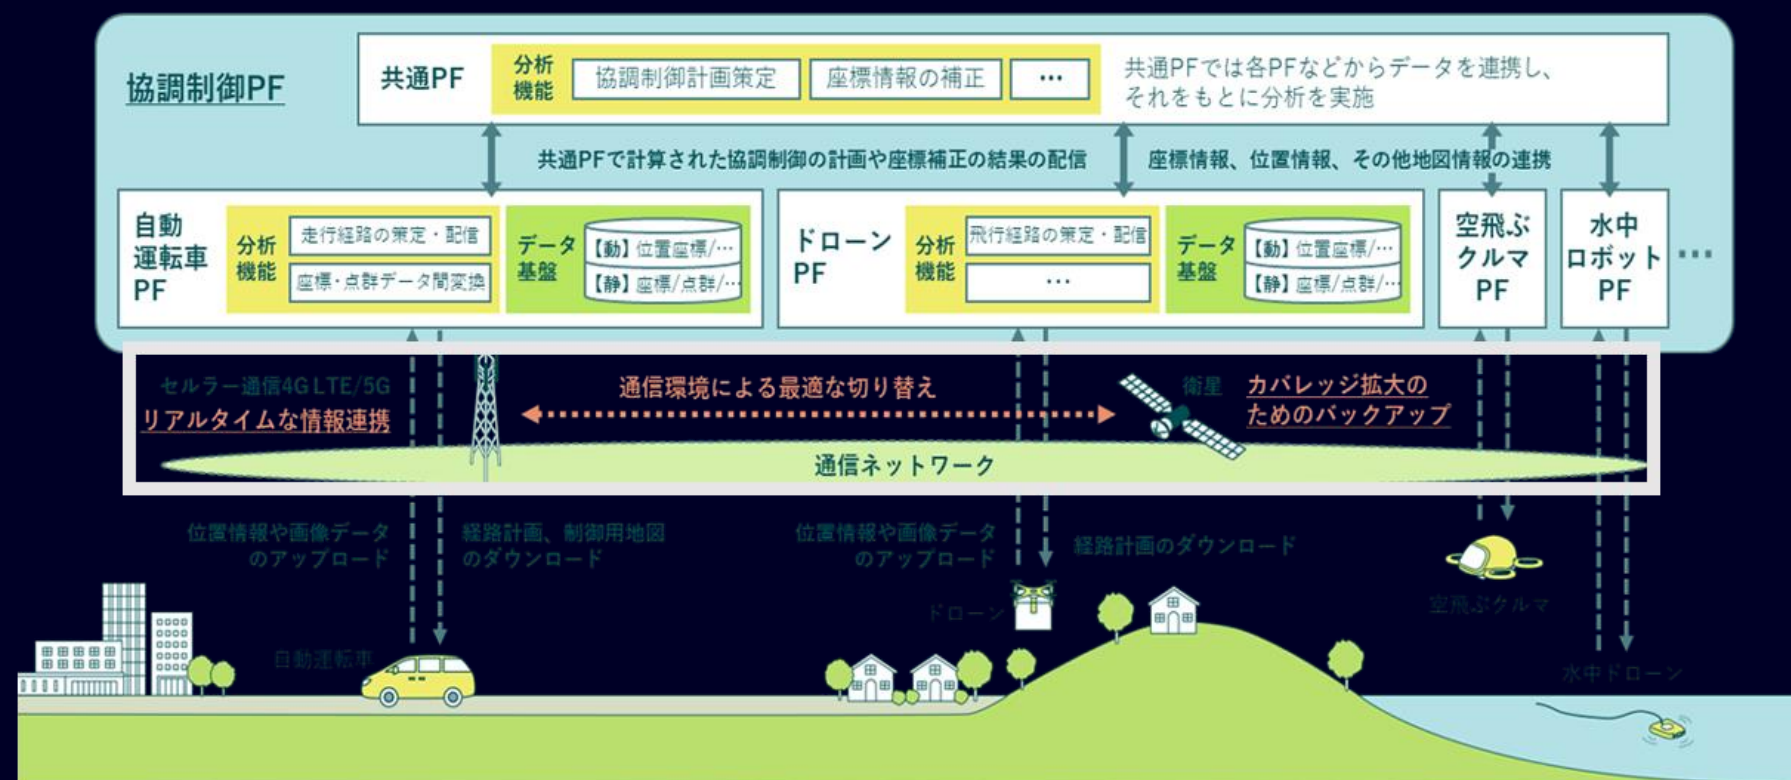 協調制御PF
共通PF
分析
機能
協調制御計画策定
座標情報の補正
…
共通PFでは各PFなどからデータを連携し、
それをもとに分析を実施
共通PFで計算された協調制御の計画や座標補正の結果の配信
座標情報、位置情報、その他地図情報の連携
自動
運転車
PF
分析
機能
走行経路の策定・配信
座標・点群データ間変換
データ
基盤
【動】位置座標/…
【静】座標/点群/…
ドローン
PF
分析
機能
飛行経路の策定・配信
…
データ
基盤
【動】位置座標/…
【静】座標/点群/…
空飛ぶ
クルマ
PF
水中
ロボット
PF
…
セルラー通信4G LTE/5G
リアルタイムな情報連携
通信環境による最適な切り替え
衛星
カバレッジ拡大の
ためのバックアップ
通信ネットワーク
位置情報や画像データ
のアップロード
経路計画、制御用地図
のダウンロード
位置情報や画像データ
のアップロード
経路計画のダウンロード
ドローン
空飛ぶクルマ
自動運転車
水中ドローン